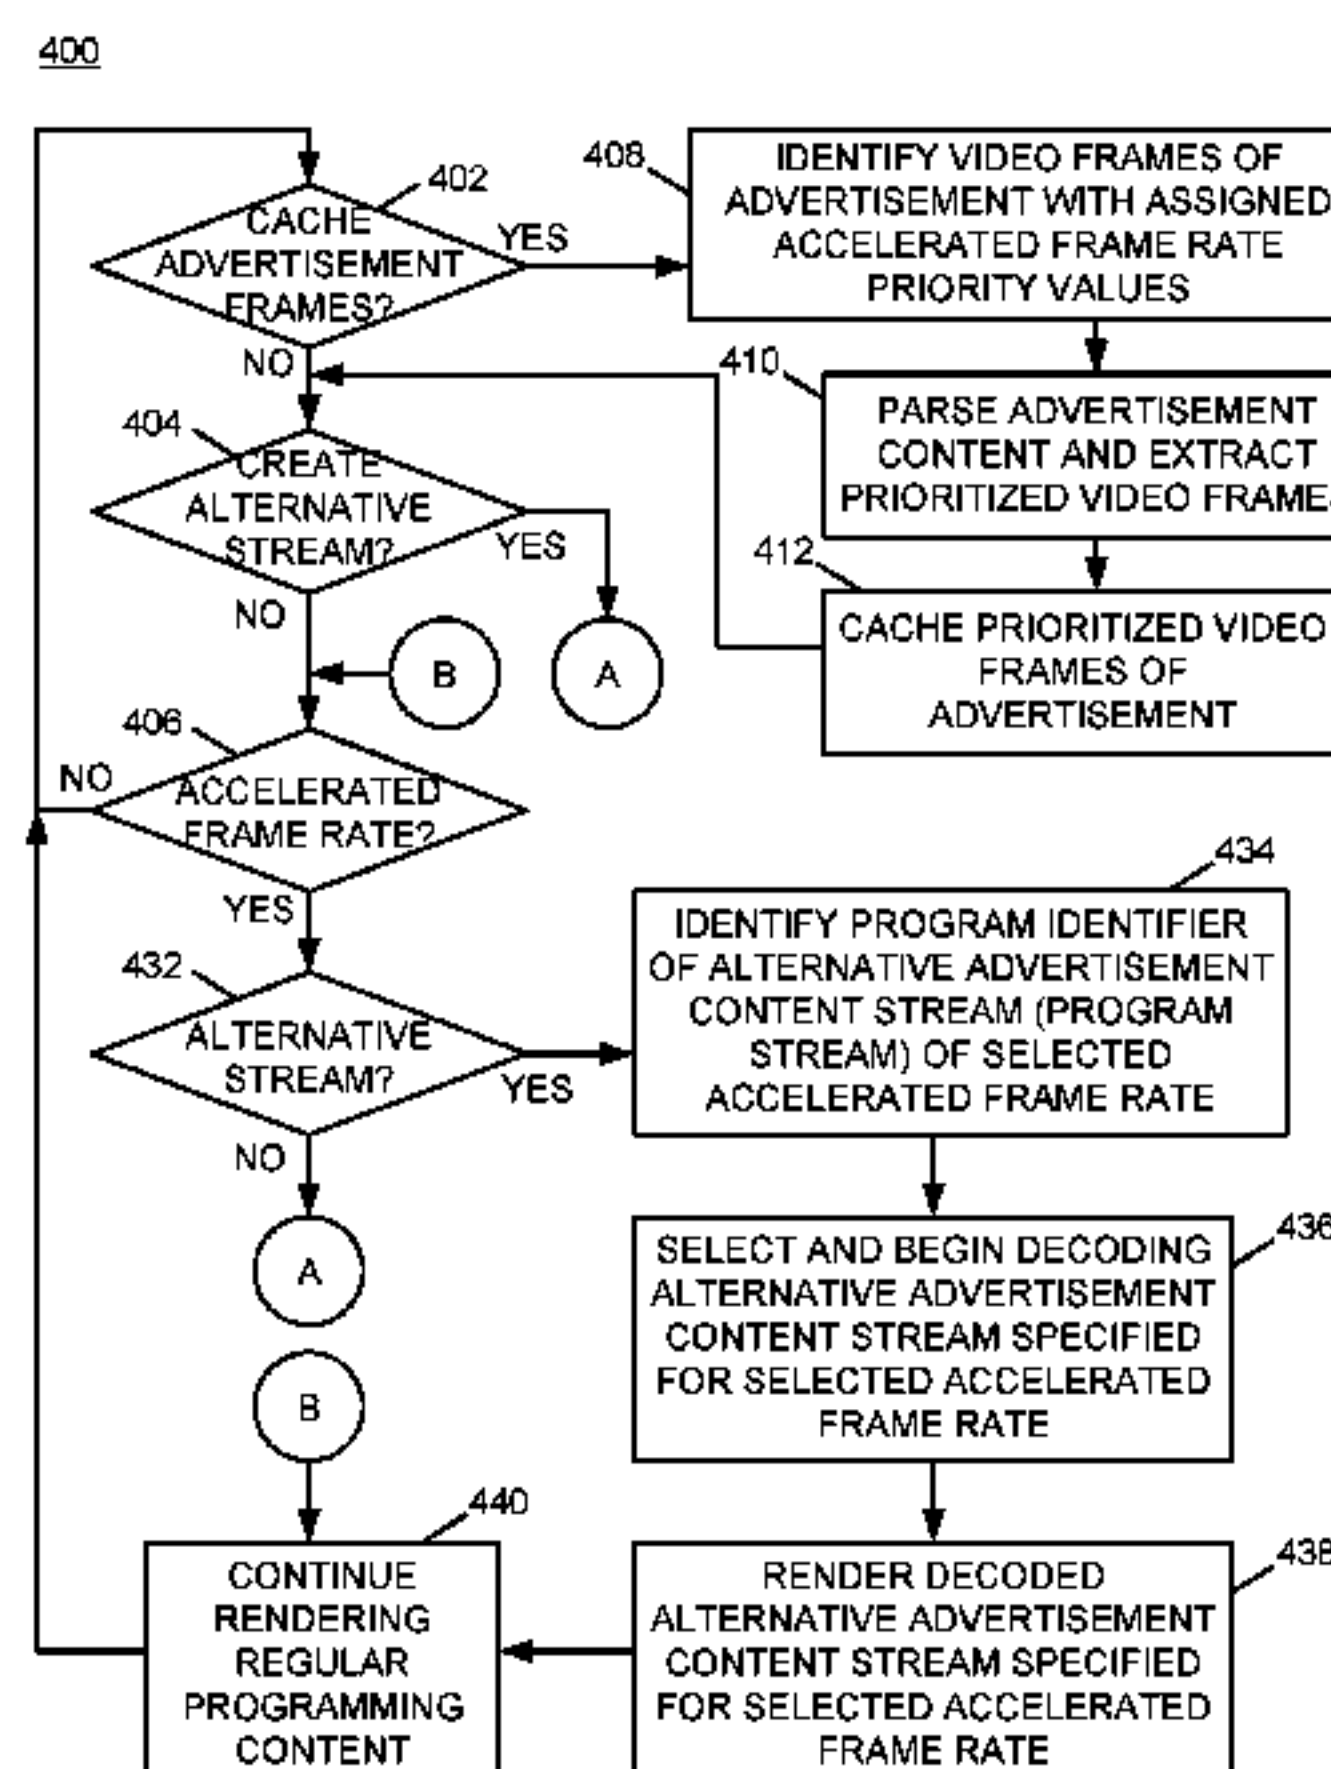 400
402
CACHE
ADVERTISEMENT
FRAMES?
YES
NO
408
IDENTIFY VIDEO FRAMES OF
ADVERTISEMENT WITH ASSIGNED
ACCELERATED FRAME RATE
PRIORITY VALUES
410
PARSE ADVERTISEMENT
CONTENT AND EXTRACT
PRIORITIZED VIDEO FRAMES
412
CACHE PRIORITIZED VIDEO
FRAMES OF
ADVERTISEMENT
404
CREATE
ALTERNATIVE
STREAM?
YES
NO
B
A
406
ACCELERATED
FRAME RATE?
NO
YES
432
ALTERNATIVE
STREAM?
YES
NO
A
434
IDENTIFY PROGRAM IDENTIFIER
OF ALTERNATIVE ADVERTISEMENT
CONTENT STREAM (PROGRAM
STREAM) OF SELECTED
ACCELERATED FRAME RATE
436
SELECT AND BEGIN DECODING
ALTERNATIVE ADVERTISEMENT
CONTENT STREAM SPECIFIED
FOR SELECTED ACCELERATED
FRAME RATE
438
RENDER DECODED
ALTERNATIVE ADVERTISEMENT
CONTENT STREAM SPECIFIED
FOR SELECTED ACCELERATED
FRAME RATE
B
440
CONTINUE
RENDERING
REGULAR
PROGRAMMING
CONTENT